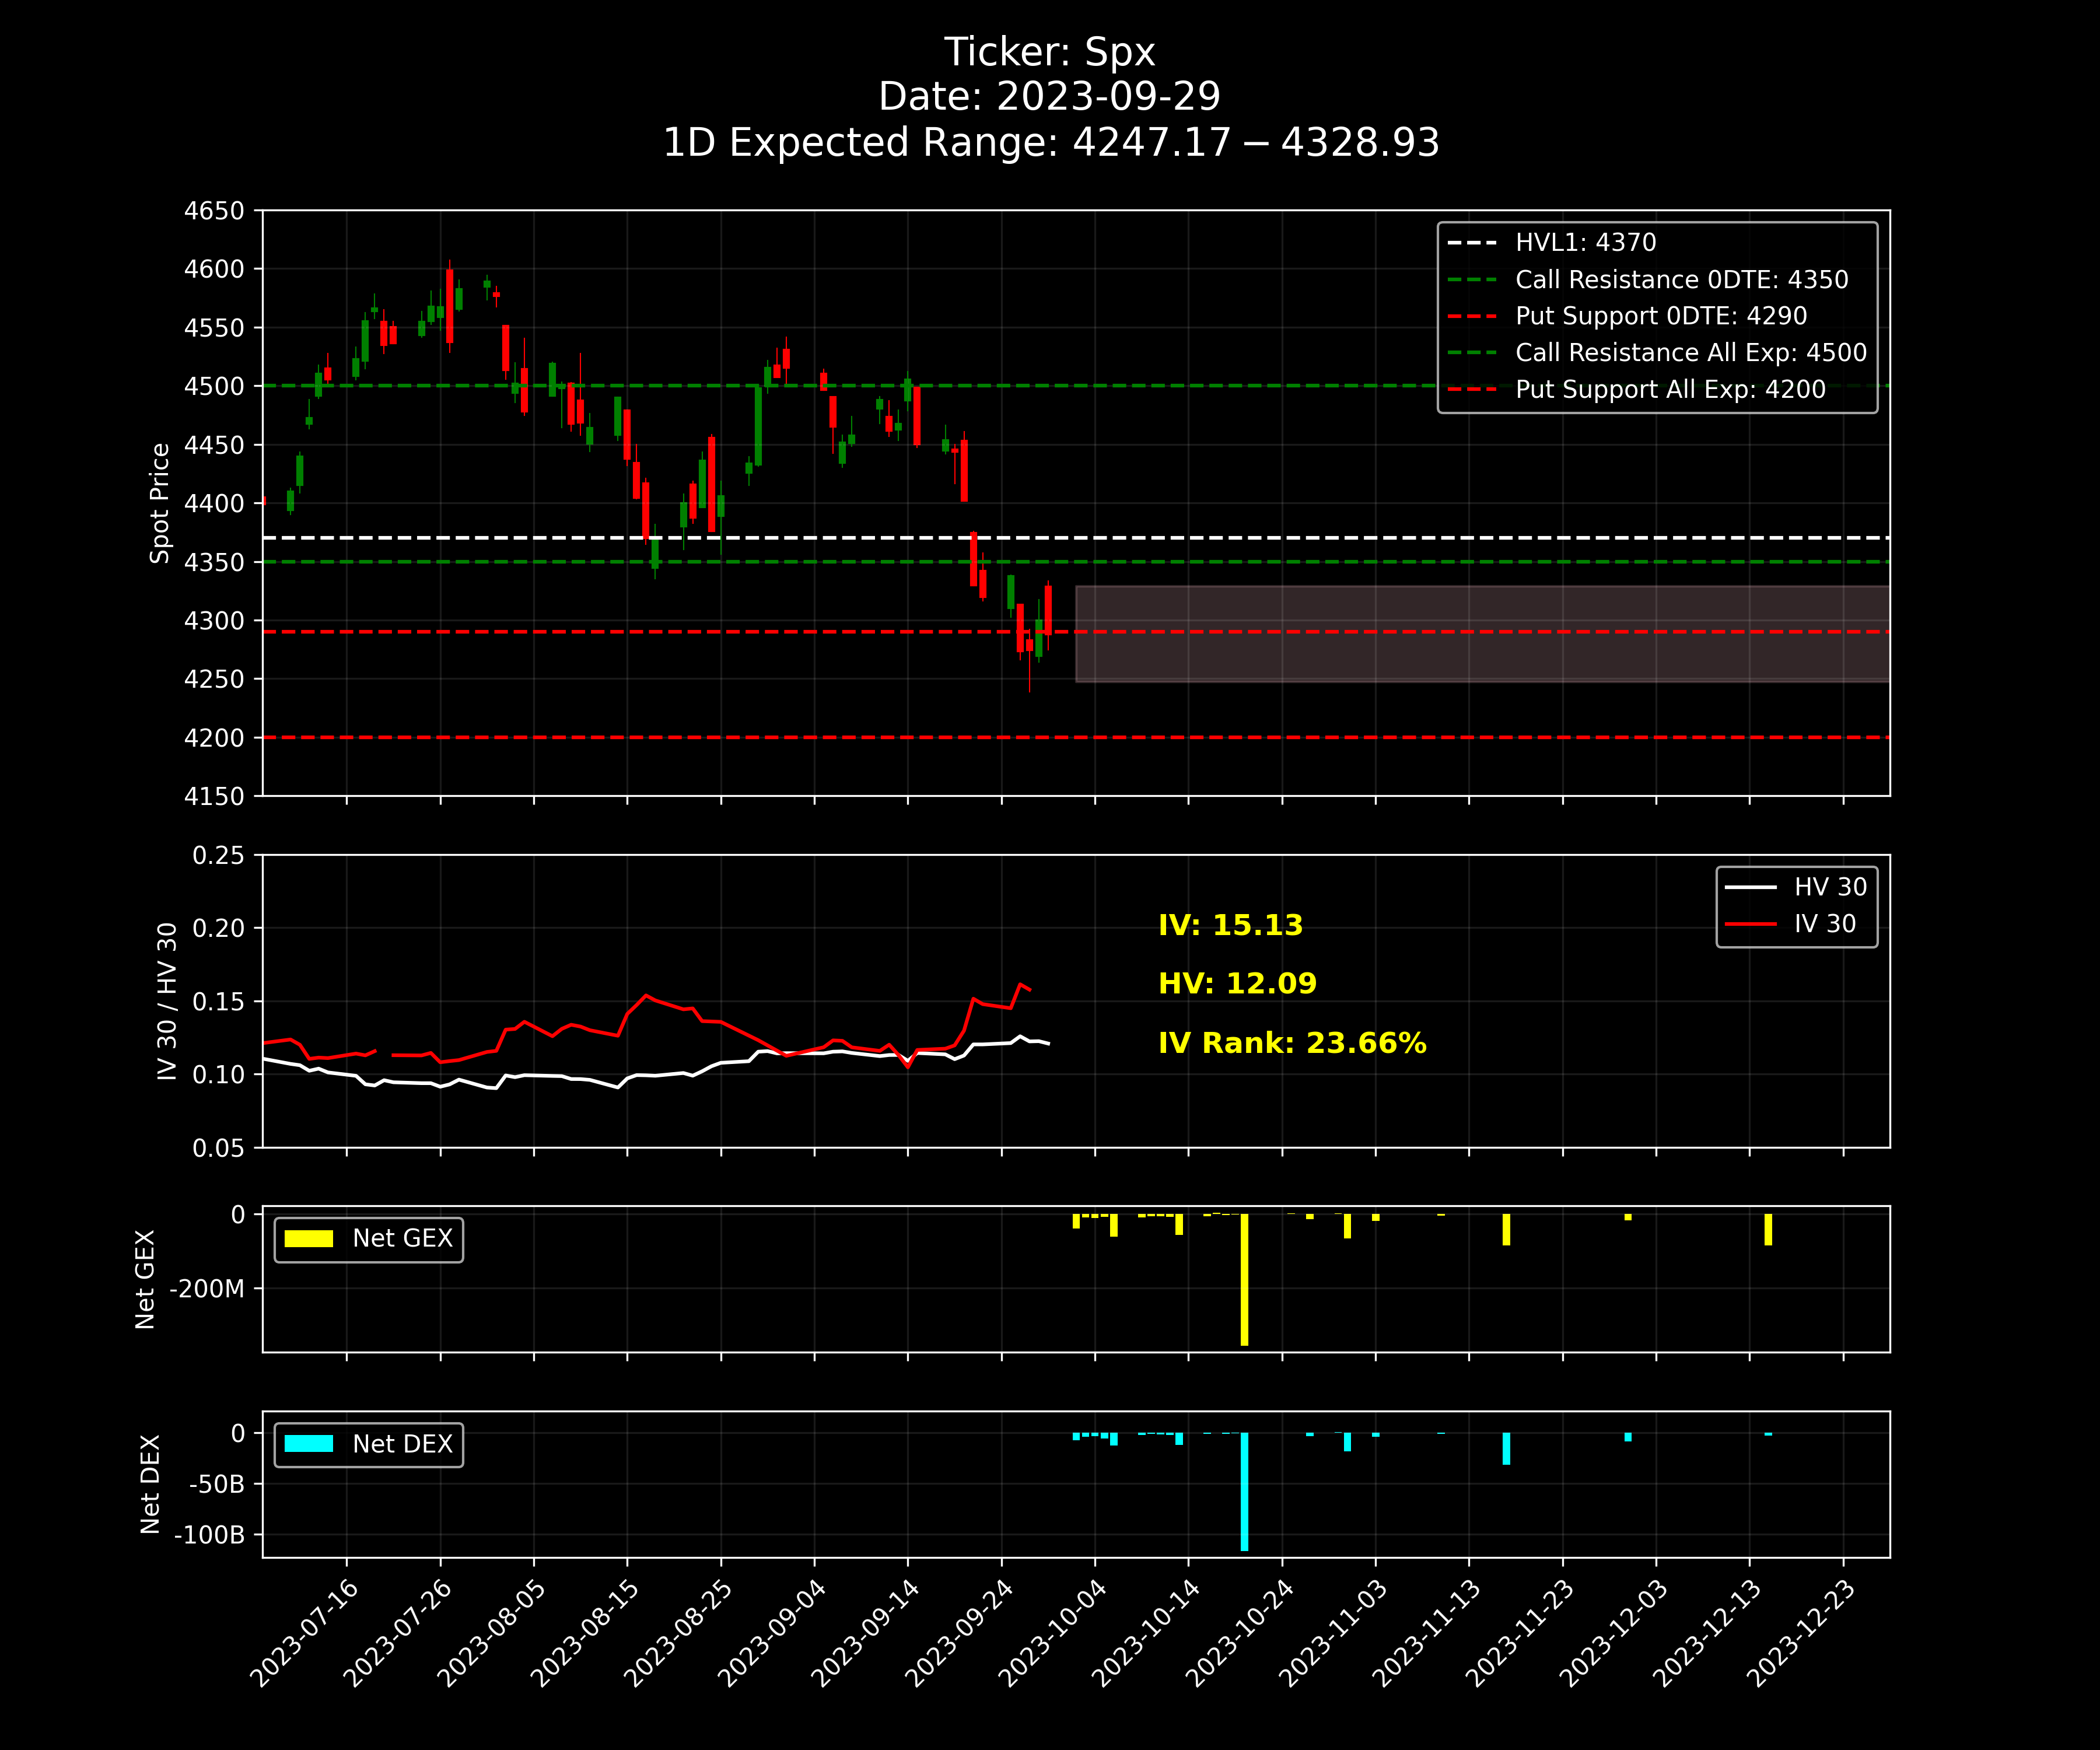 Ticker: Spx
Date: 2023-09-29
1D Expected Range: 4247.17 − 4328.93
4650
4600
4550
4500
4450
4400
4350
4300
4250
4200
4150
Spot Price
HVL1: 4370
Call Resistance 0DTE: 4350
Put Support 0DTE: 4290
Call Resistance All Exp: 4500
Put Support All Exp: 4200
0.25
0.20
0.15
0.10
0.05
IV 30 / HV 30
IV: 15.13
HV: 12.09
IV Rank: 23.66%
HV 30
IV 30
0
-200M
Net GEX
Net GEX
0
-50B
-100B
Net DEX
Net DEX
2023-07-16
2023-07-26
2023-08-05
2023-08-15
2023-08-25
2023-09-04
2023-09-14
2023-09-24
2023-10-04
2023-10-14
2023-10-24
2023-11-03
2023-11-13
2023-11-23
2023-12-03
2023-12-13
2023-12-23